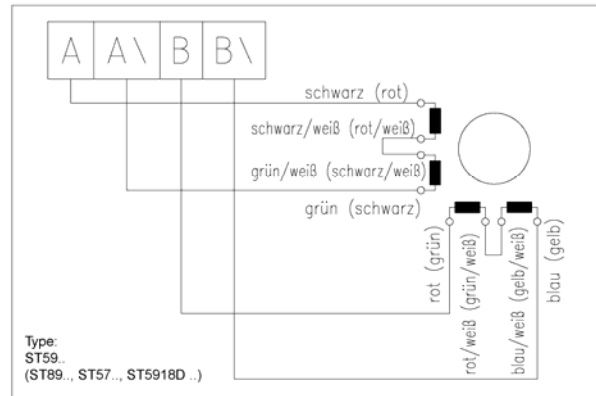 A A\ B B\
schwarz (rot)
schwarz/weiß (rot/weiß)
grün/weiß (schwarz/weiß)
grün (schwarz)
rot (grün)
rot/weiß (grün/weiß)
blau/weiß (gelb/weiß)
blau (gelb)
Type:
ST59..
(ST89.., ST57.., ST5918D ..)